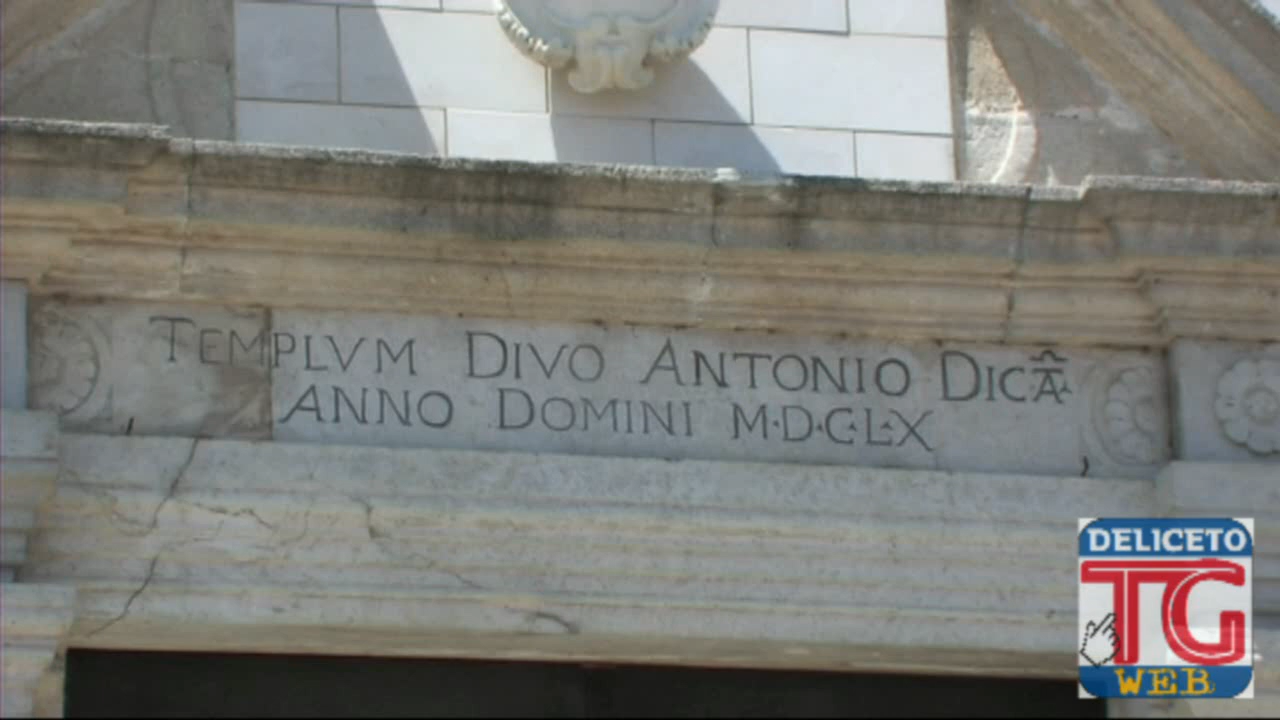 TEMPLVM DIVO ANTONIO DICÃ
ANNO DOMINI M·D·C·L·X
DELICETO
TG
WEB